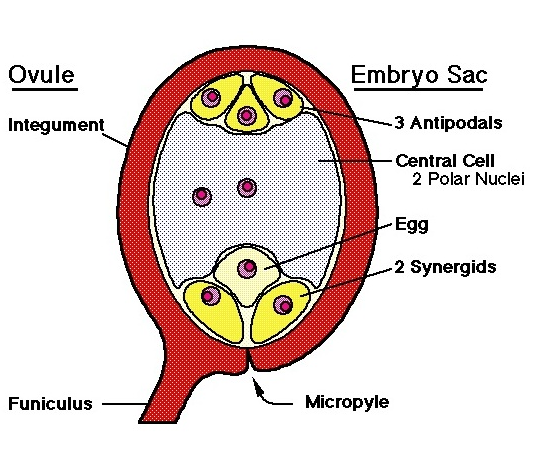 Ovule
Embryo Sac
Integument
3 Antipodals
Central Cell
2 Polar Nuclei
Egg
2 Synergids
Funiculus
Micropyle